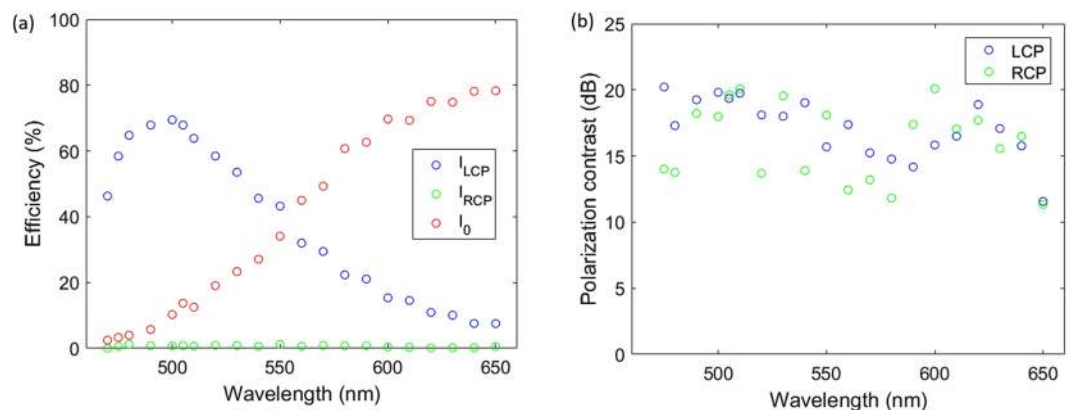 (a)
Efficiency (%)
100
80
60
40
20
0
500
550
600
650
Wavelength (nm)
I_LCP
I_RCP
I_0
(b)
Polarization contrast (dB)
25
20
15
10
5
0
500
550
600
650
Wavelength (nm)
LCP
RCP